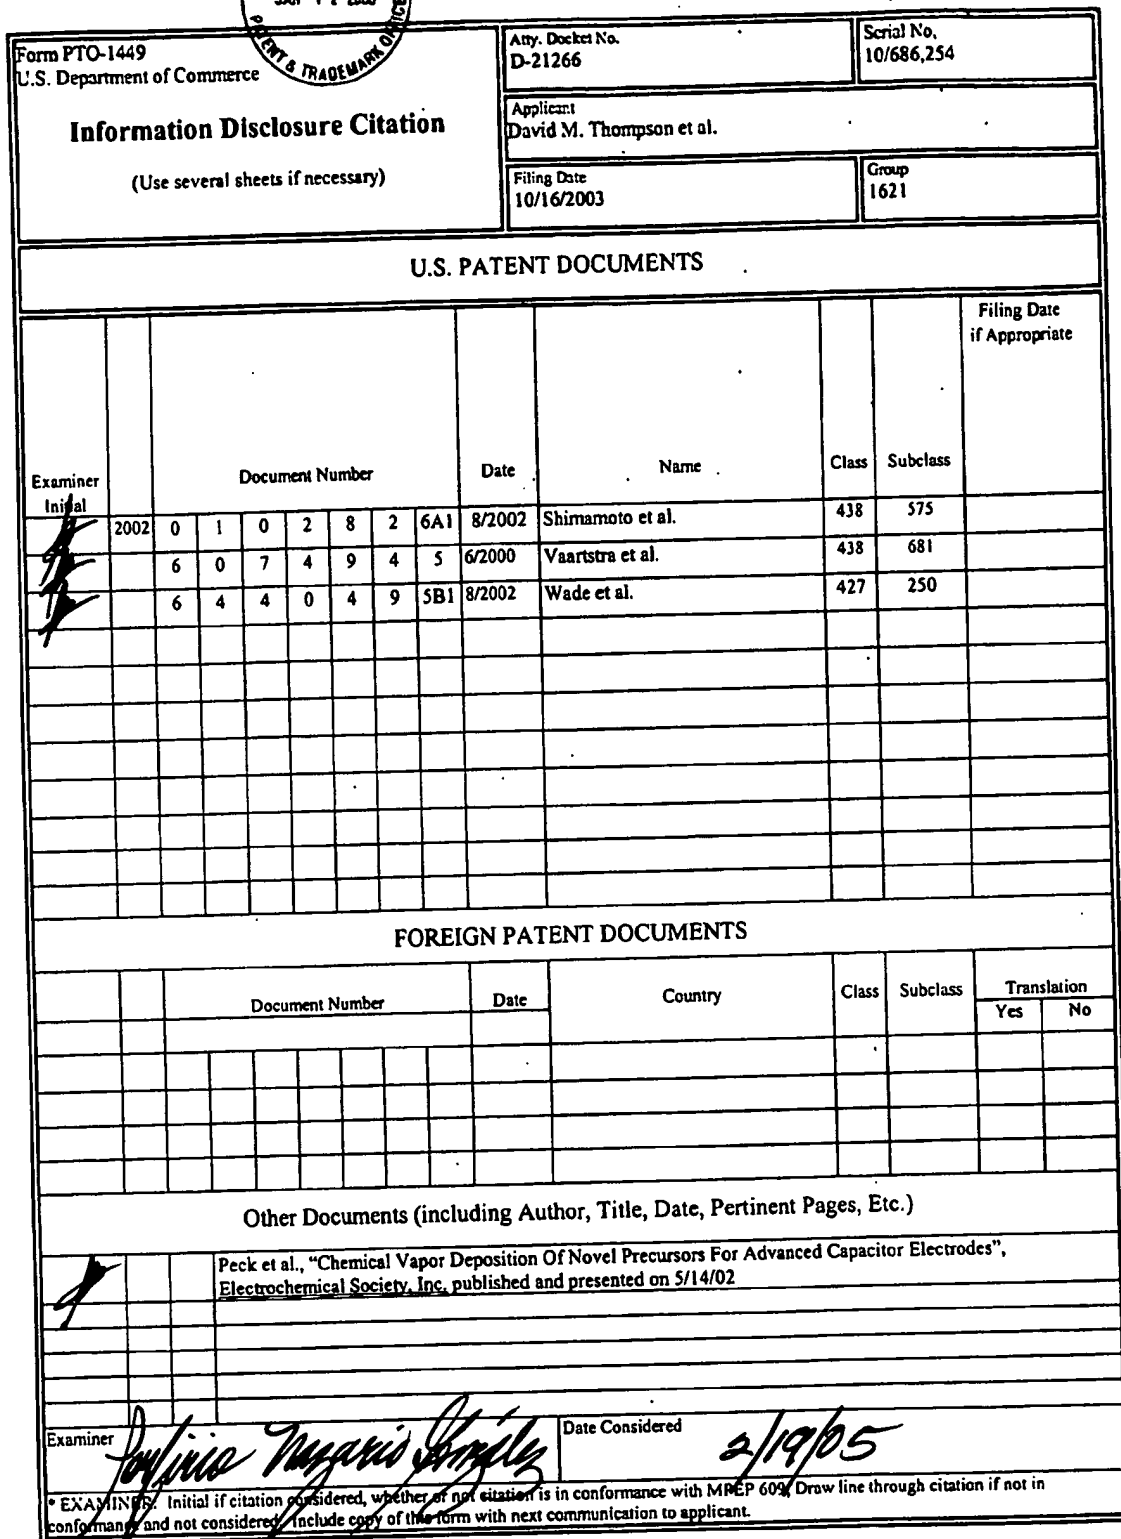 PATENT & TRADEMARK OFFICE
Form PTO-1449
U.S. Department of Commerce
Information Disclosure Citation
(Use several sheets if necessary)
Atty. Docket No.
D-21266
Serial No,
10/686,254
Applicant
David M. Thompson et al.
Filing Date
10/16/2003
Group
1621
U.S. PATENT DOCUMENTS
Examiner Initial Document Number Date Name Class Subclass Filing Date if Appropriate
2002 0 1 0 2 8 2 6A1 8/2002 Shimamoto et al. 438 575
6 0 7 4 9 4 5 6/2000 Vaartstra et al. 438 681
6 4 4 0 4 9 5B1 8/2002 Wade et al. 427 250
FOREIGN PATENT DOCUMENTS
Document Number Date Country Class Subclass Translation
Yes No
Other Documents (including Author, Title, Date, Pertinent Pages, Etc.)
Peck et al., “Chemical Vapor Deposition Of Novel Precursors For Advanced Capacitor Electrodes”,
Electrochemical Society, Inc. published and presented on 5/14/02
Examiner Porfirio Nazario Gonzalez
Date Considered 2/19/05
* EXAMINER: Initial if citation considered, whether or not citation is in conformance with MPEP 609; Draw line through citation if not in
conformance and not considered. Include copy of this form with next communication to applicant.